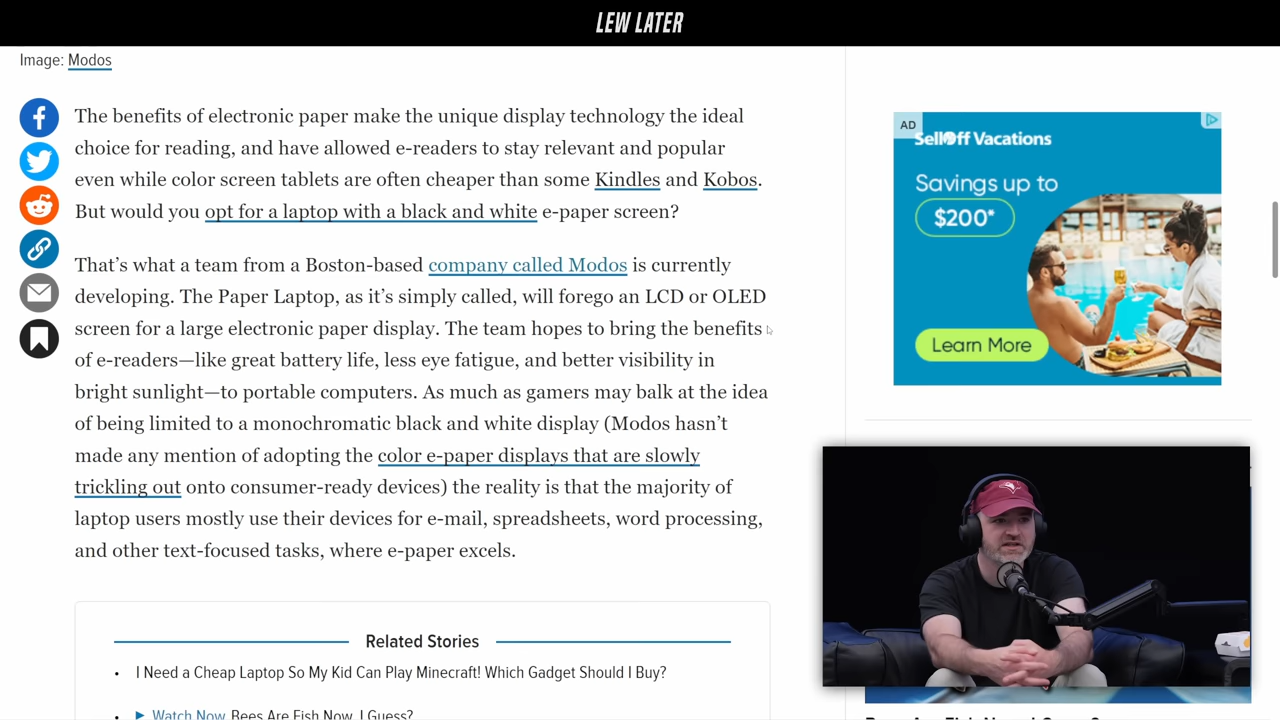 LEW LATER
Image: Modos
The benefits of electronic paper make the unique display technology the ideal
choice for reading, and have allowed e-readers to stay relevant and popular
even while color screen tablets are often cheaper than some Kindles and Kobos.
But would you opt for a laptop with a black and white e-paper screen?
That’s what a team from a Boston-based company called Modos is currently
developing. The Paper Laptop, as it’s simply called, will forego an LCD or OLED
screen for a large electronic paper display. The team hopes to bring the benefits
of e-readers—like great battery life, less eye fatigue, and better visibility in
bright sunlight—to portable computers. As much as gamers may balk at the idea
of being limited to a monochromatic black and white display (Modos hasn’t
made any mention of adopting the color e-paper displays that are slowly
trickling out onto consumer-ready devices) the reality is that the majority of
laptop users mostly use their devices for e-mail, spreadsheets, word processing,
and other text-focused tasks, where e-paper excels.
Related Stories
• I Need a Cheap Laptop So My Kid Can Play Minecraft! Which Gadget Should I Buy?
• Watch Now Bees Are Fish Now, I Guess?
AD
SellOff Vacations
Savings up to
$200*
Learn More